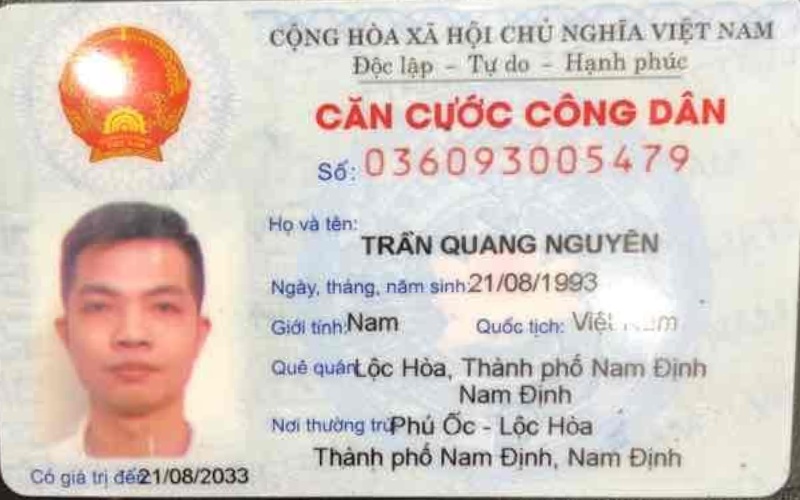 CỘNG HÒA XÃ HỘI CHỦ NGHĨA VIỆT NAM
Độc lập - Tự do - Hạnh phúc
CĂN CƯỚC CÔNG DÂN
Số: 036093005479
Họ và tên:
TRẦN QUANG NGUYÊN
Ngày, tháng, năm sinh: 21/08/1993
Giới tính: Nam Quốc tịch: Việt Nam
Quê quán: Lộc Hòa, Thành phố Nam Định
Nam Định
Nơi thường trú: Phú Ốc - Lộc Hòa
Thành phố Nam Định, Nam Định
Có giá trị đến: 21/08/2033